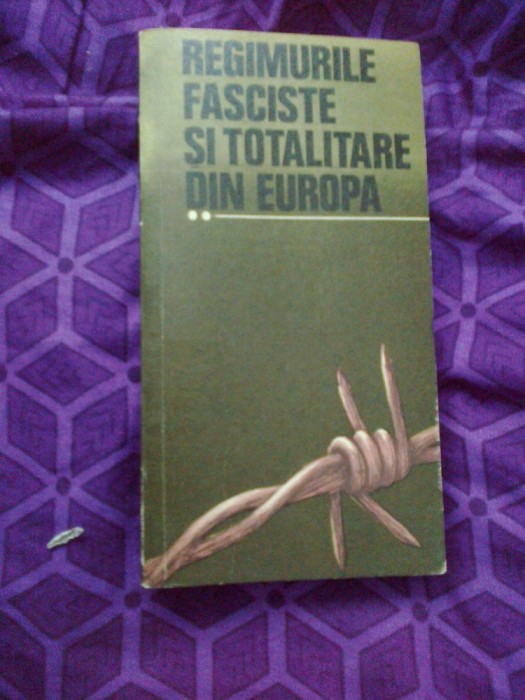 REGIMURILE
FASCISTE
SI TOTALITARE
DIN EUROPA